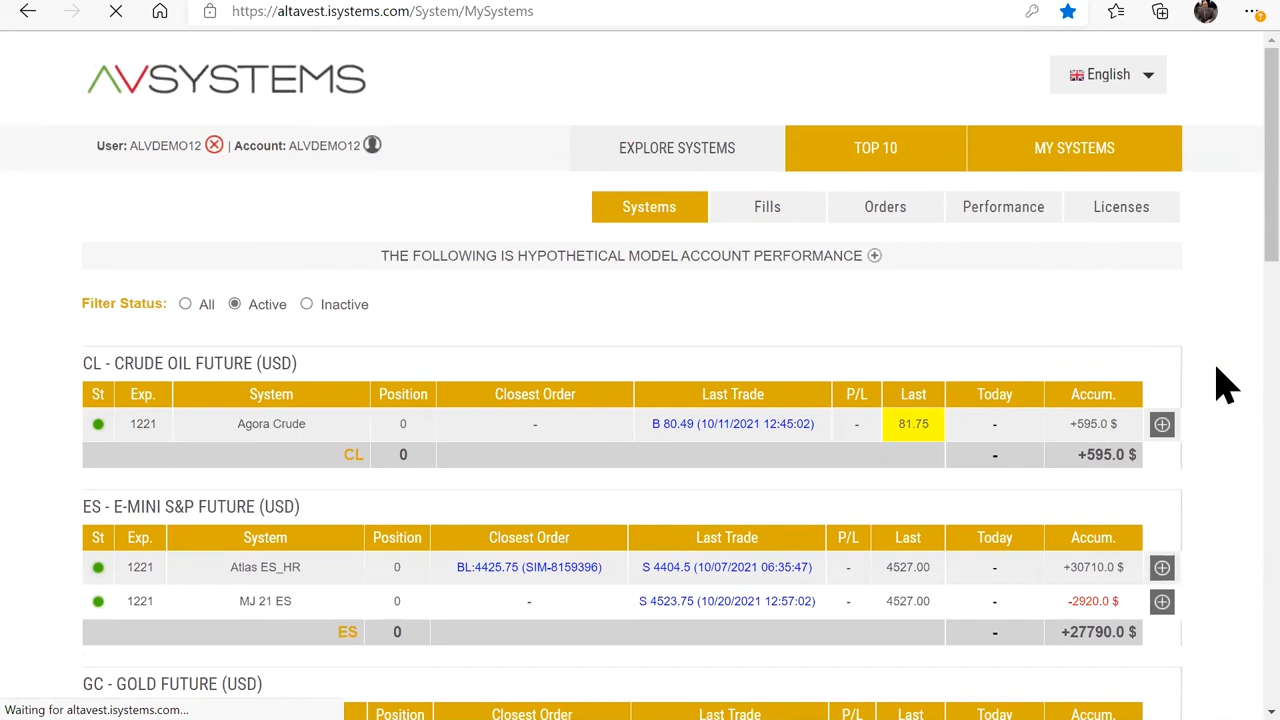 https://altavest.isystems.com/System/MySystems
AVSYSTEMS
English
User: ALVDEMO12 | Account: ALVDEMO12
EXPLORE SYSTEMS TOP 10 MY SYSTEMS
Systems Fills Orders Performance Licenses
THE FOLLOWING IS HYPOTHETICAL MODEL ACCOUNT PERFORMANCE
Filter Status: All Active Inactive
CL - CRUDE OIL FUTURE (USD)
St Exp. System Position Closest Order Last Trade P/L Last Today Accum.
1221 Agora Crude 0 - B 80.49 (10/11/2021 12:45:02) - 81.75 - +595.0 $
CL 0 - +595.0 $
ES - E-MINI S&P FUTURE (USD)
St Exp. System Position Closest Order Last Trade P/L Last Today Accum.
1221 Atlas ES_HR 0 BL:4425.75 (SIM-8159396) S 4404.5 (10/07/2021 06:35:47) - 4527.00 - +30710.0 $
1221 MJ 21 ES 0 - S 4523.75 (10/20/2021 12:57:02) - 4527.00 - -2920.0 $
ES 0 - +27790.0 $
GC - GOLD FUTURE (USD)
Position Closest Order Last Trade P/L Last Today Accum.
Waiting for altavest.isystems.com...